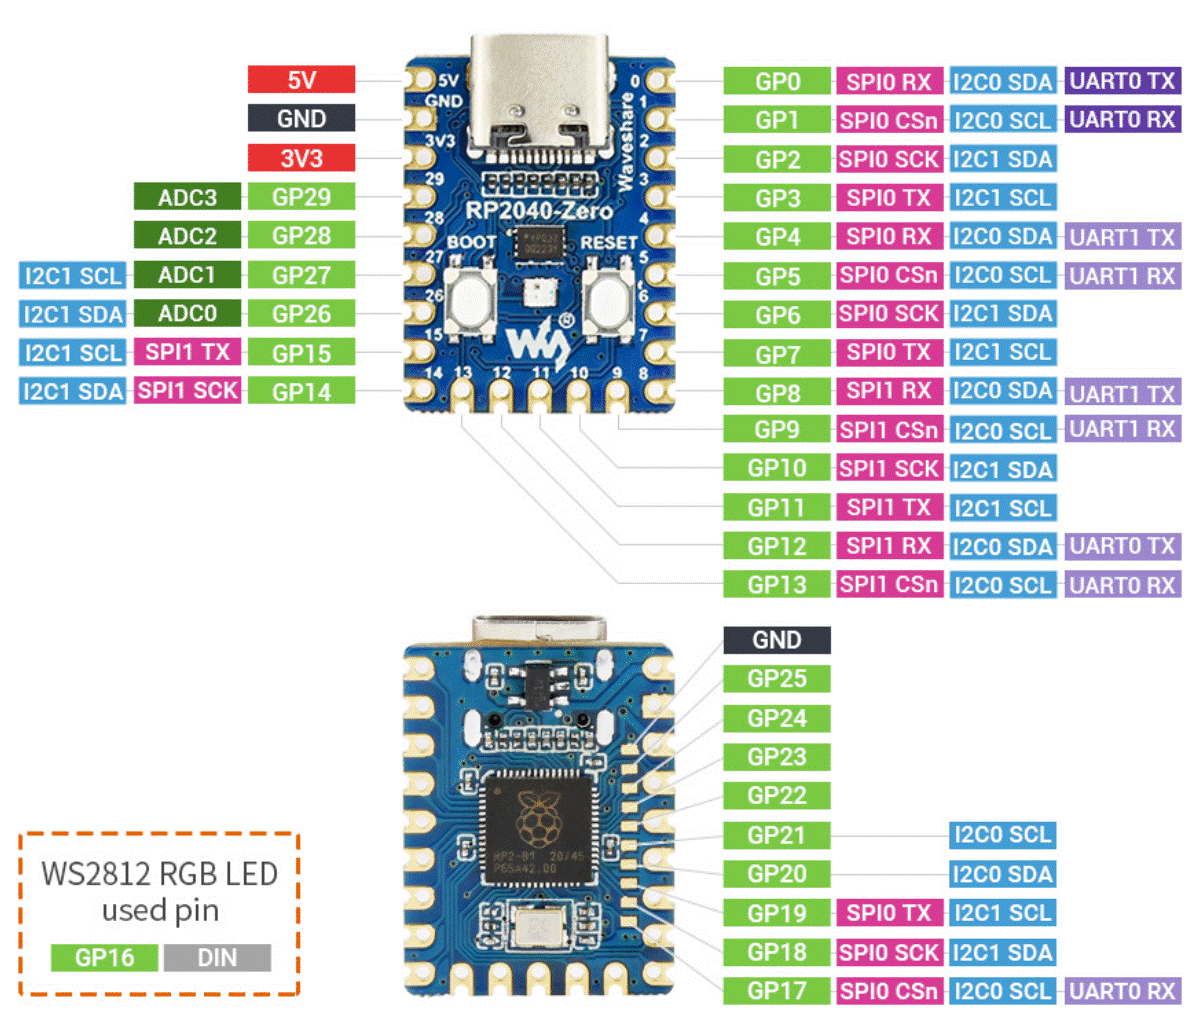 5V
GND
3V3
ADC3 GP29
ADC2 GP28
I2C1 SCL ADC1 GP27
I2C1 SDA ADC0 GP26
I2C1 SCL SPI1 TX GP15
I2C1 SDA SPI1 SCK GP14
5V
GND
3V3
29
28
27
26
15
14
13
12
11
10
9
8
0
1
2
3
4
5
6
7
Waveshare
RP2040-Zero
BOOT
RESET
®
GP0 SPI0 RX I2C0 SDA UART0 TX
GP1 SPI0 CSn I2C0 SCL UART0 RX
GP2 SPI0 SCK I2C1 SDA
GP3 SPI0 TX I2C1 SCL
GP4 SPI0 RX I2C0 SDA UART1 TX
GP5 SPI0 CSn I2C0 SCL UART1 RX
GP6 SPI0 SCK I2C1 SDA
GP7 SPI0 TX I2C1 SCL
GP8 SPI1 RX I2C0 SDA UART1 TX
GP9 SPI1 CSn I2C0 SCL UART1 RX
GP10 SPI1 SCK I2C1 SDA
GP11 SPI1 TX I2C1 SCL
GP12 SPI1 RX I2C0 SDA UART0 TX
GP13 SPI1 CSn I2C0 SCL UART0 RX
GND
GP25
GP24
GP23
GP22
GP21 I2C0 SCL
GP20 I2C0 SDA
GP19 SPI0 TX I2C1 SCL
GP18 SPI0 SCK I2C1 SDA
GP17 SPI0 CSn I2C0 SCL UART0 RX
RP2-B1 20/45
P65A42.00
WS2812 RGB LED
used pin
GP16 DIN